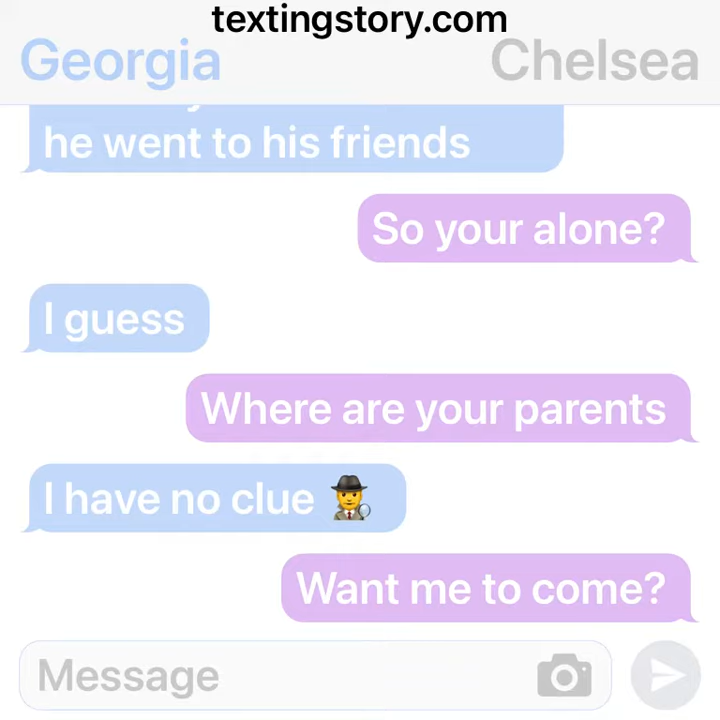 textingstory.com
Georgia Chelsea
he went to his friends
So your alone?
I guess
Where are your parents
I have no clue 🕵️
Want me to come?
Message